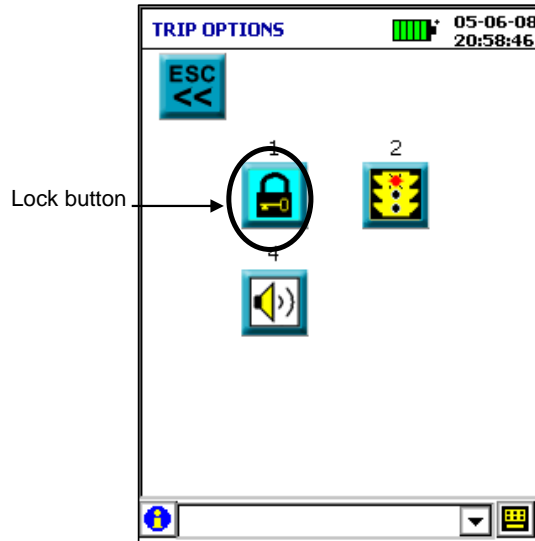 TRIP OPTIONS
05-06-08
20:58:46
ESC
<<
1
2
Lock button
4